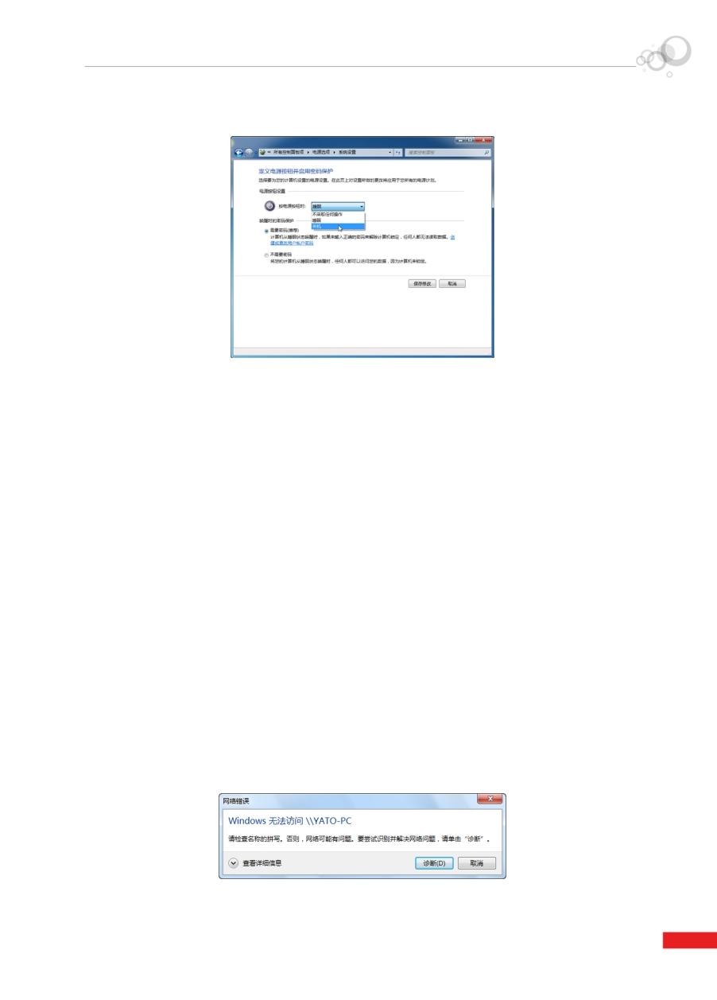 所有控制面板项 ▸ 电源选项 ▸ 系统设置
搜索控制面板
定义电源按钮并启用密码保护
选择要为您的计算机设置的电源设置。在此页上对设置所做的更改将应用于您所有的电源计划。
电源按钮设置
按电源按钮时: 睡眠
不采取任何操作
睡眠
关机
唤醒时的密码保护
需要密码(推荐)
计算机从睡眠状态唤醒时，如果未输入正确的密码来解除计算机锁定，任何人都无法读取数据。创
建或更改用户帐户密码
不需要密码
将您的计算机从睡眠状态唤醒时，任何人都可以访问您的数据，因为计算机未锁定。
保存修改 取消
网络错误
Windows 无法访问 \\YATO-PC
请检查名称的拼写。否则，网络可能有问题。要尝试识别并解决网络问题，请单击“诊断”。
查看详细信息 诊断(D) 取消